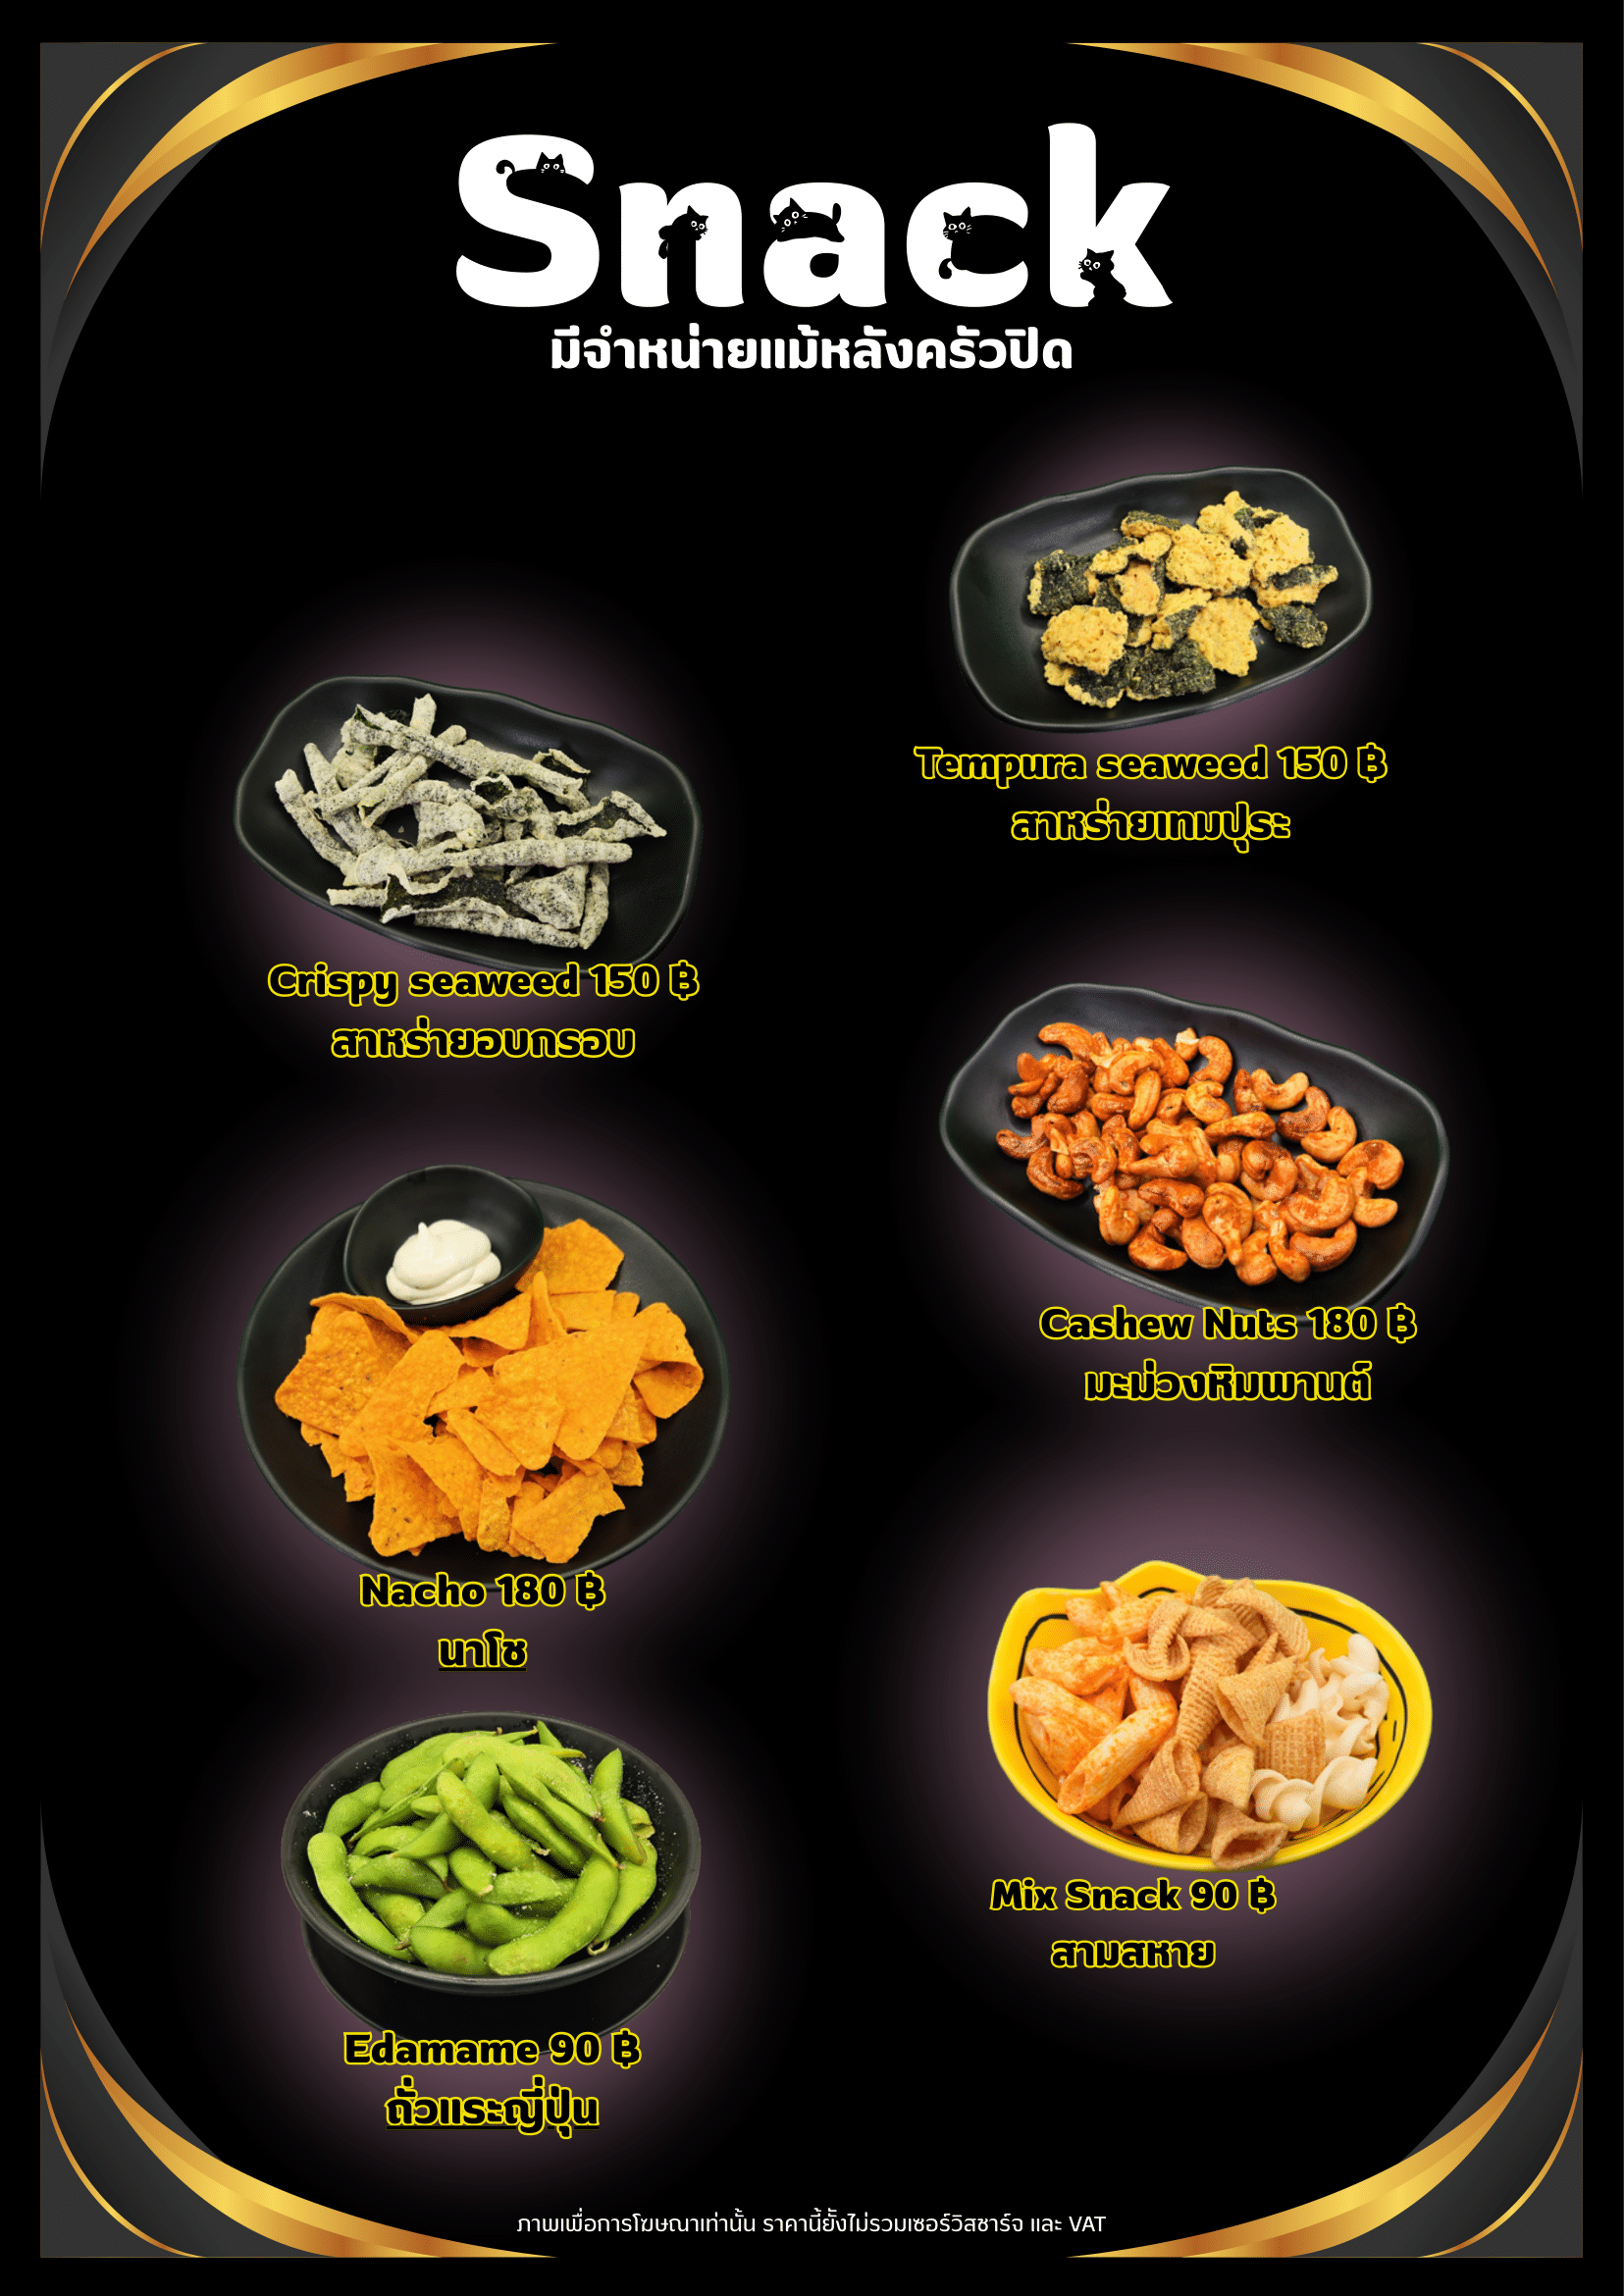 Snack
มีจำหน่ายแม้หลังครัวปิด
Tempura seaweed 150 ฿
สาหร่ายเทมปุระ
Crispy seaweed 150 ฿
สาหร่ายอบกรอบ
Cashew Nuts 180 ฿
มะม่วงหิมพานต์
Nacho 180 ฿
นาโช
Mix Snack 90 ฿
สามสหาย
Edamame 90 ฿
ถั่วแระญี่ปุ่น
ภาพเพื่อการโฆษณาเท่านั้น ราคานี้ยังไม่รวมเซอร์วิสชาร์จ และ VAT